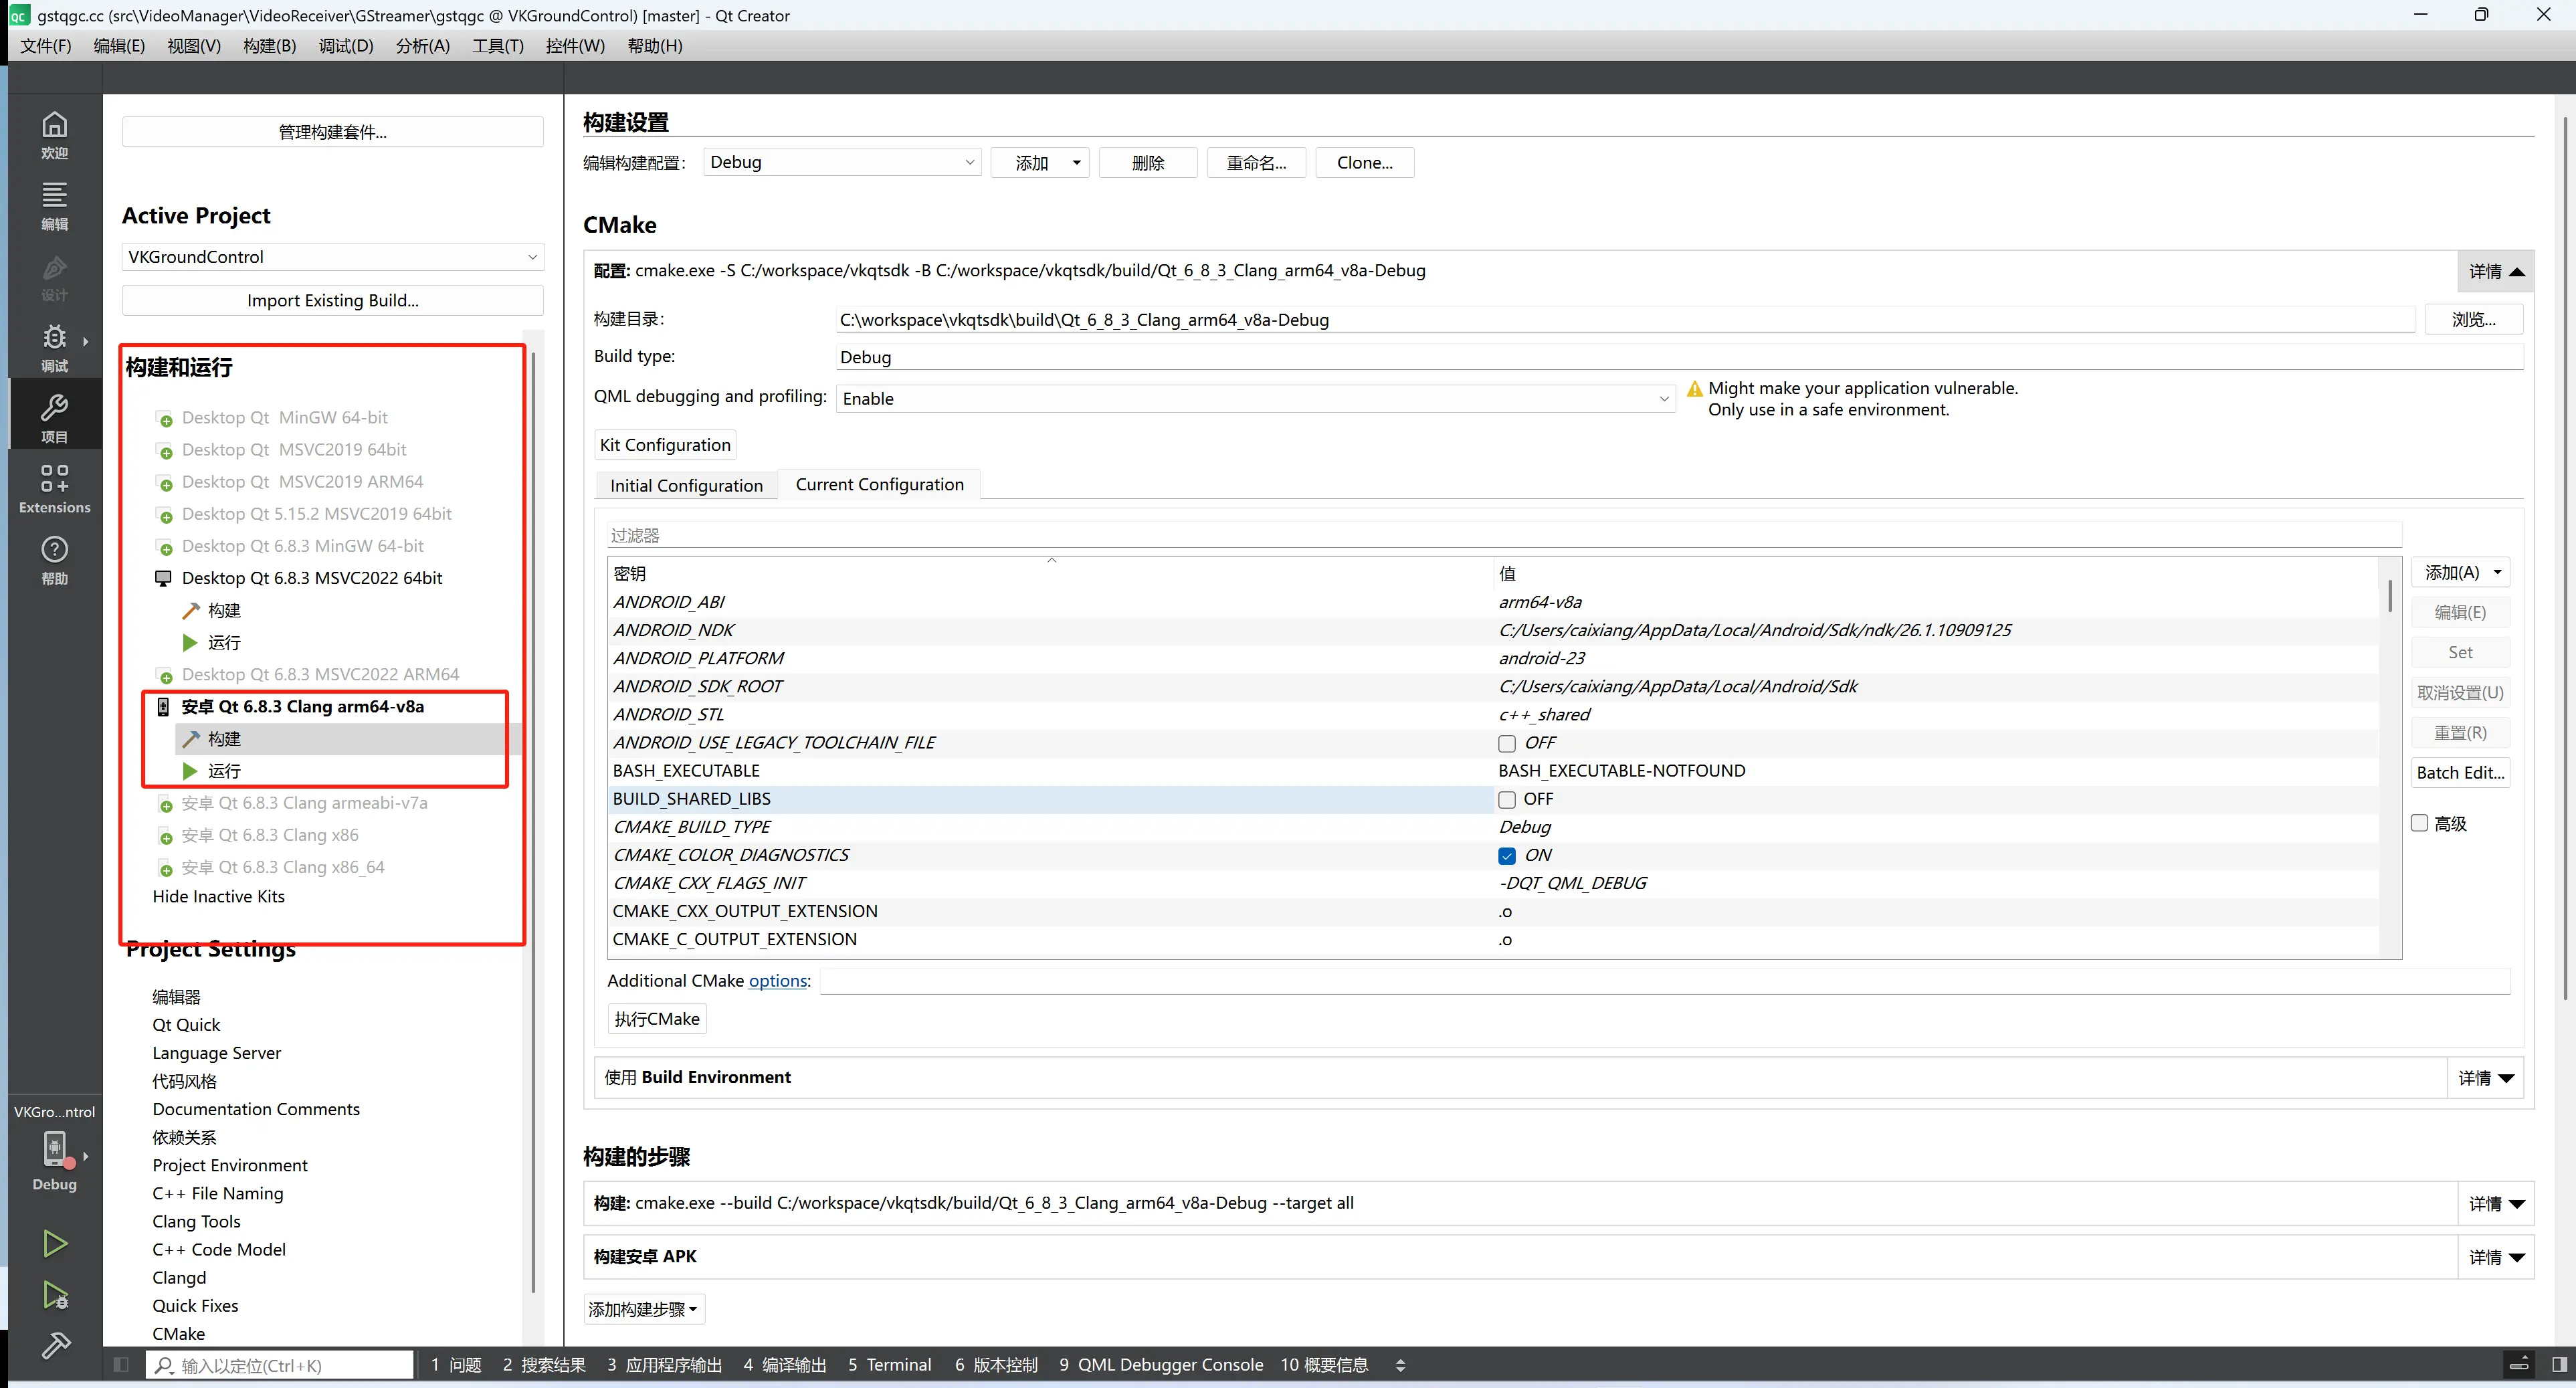 gstqgc.cc (src\VideoManager\VideoReceiver\GStreamer\gstqgc @ VKGroundControl) [master] - Qt Creator
文件(F) 编辑(E) 视图(V) 构建(B) 调试(D) 分析(A) 工具(T) 控件(W) 帮助(H)
欢迎
编辑
设计
调试
项目
Extensions
帮助
VKGro...ntrol
Debug
管理构建套件...
Active Project
VKGroundControl
Import Existing Build...
构建和运行
Desktop Qt MinGW 64-bit
Desktop Qt MSVC2019 64bit
Desktop Qt MSVC2019 ARM64
Desktop Qt 5.15.2 MSVC2019 64bit
Desktop Qt 6.8.3 MinGW 64-bit
Desktop Qt 6.8.3 MSVC2022 64bit
构建
运行
Desktop Qt 6.8.3 MSVC2022 ARM64
安卓 Qt 6.8.3 Clang arm64-v8a
构建
运行
安卓 Qt 6.8.3 Clang armeabi-v7a
安卓 Qt 6.8.3 Clang x86
安卓 Qt 6.8.3 Clang x86_64
Hide Inactive Kits
Project Settings
编辑器
Qt Quick
Language Server
代码风格
Documentation Comments
依赖关系
Project Environment
C++ File Naming
Clang Tools
C++ Code Model
Clangd
Quick Fixes
CMake
构建设置
编辑构建配置: Debug 添加 删除 重命名... Clone...
CMake
配置: cmake.exe -S C:/workspace/vkqtsdk -B C:/workspace/vkqtsdk/build/Qt_6_8_3_Clang_arm64_v8a-Debug 详情
构建目录: C:\workspace\vkqtsdk\build\Qt_6_8_3_Clang_arm64_v8a-Debug 浏览...
Build type: Debug
QML debugging and profiling: Enable Might make your application vulnerable.
Only use in a safe environment.
Kit Configuration
Initial Configuration Current Configuration
过滤器
密钥 值 添加(A)
ANDROID_ABI arm64-v8a 编辑(E)
ANDROID_NDK C:/Users/caixiang/AppData/Local/Android/Sdk/ndk/26.1.10909125
ANDROID_PLATFORM android-23 Set
ANDROID_SDK_ROOT C:/Users/caixiang/AppData/Local/Android/Sdk 取消设置(U)
ANDROID_STL c++_shared
ANDROID_USE_LEGACY_TOOLCHAIN_FILE OFF 重置(R)
BASH_EXECUTABLE BASH_EXECUTABLE-NOTFOUND Batch Edit...
BUILD_SHARED_LIBS OFF
CMAKE_BUILD_TYPE Debug 高级
CMAKE_COLOR_DIAGNOSTICS ON
CMAKE_CXX_FLAGS_INIT -DQT_QML_DEBUG
CMAKE_CXX_OUTPUT_EXTENSION .o
CMAKE_C_OUTPUT_EXTENSION .o
Additional CMake options:
执行CMake
使用 Build Environment 详情
构建的步骤
构建: cmake.exe --build C:/workspace/vkqtsdk/build/Qt_6_8_3_Clang_arm64_v8a-Debug --target all 详情
构建安卓 APK 详情
添加构建步骤
输入以定位(Ctrl+K) 1 问题 2 搜索结果 3 应用程序输出 4 编译输出 5 Terminal 6 版本控制 9 QML Debugger Console 10 概要信息